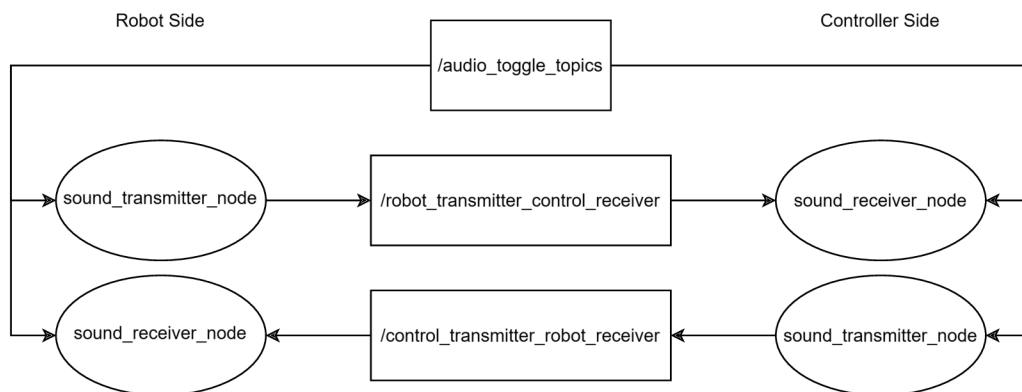 Robot Side
Controller Side
/audio_toggle_topics
sound_transmitter_node
/robot_transmitter_control_receiver
sound_receiver_node
sound_receiver_node
/control_transmitter_robot_receiver
sound_transmitter_node